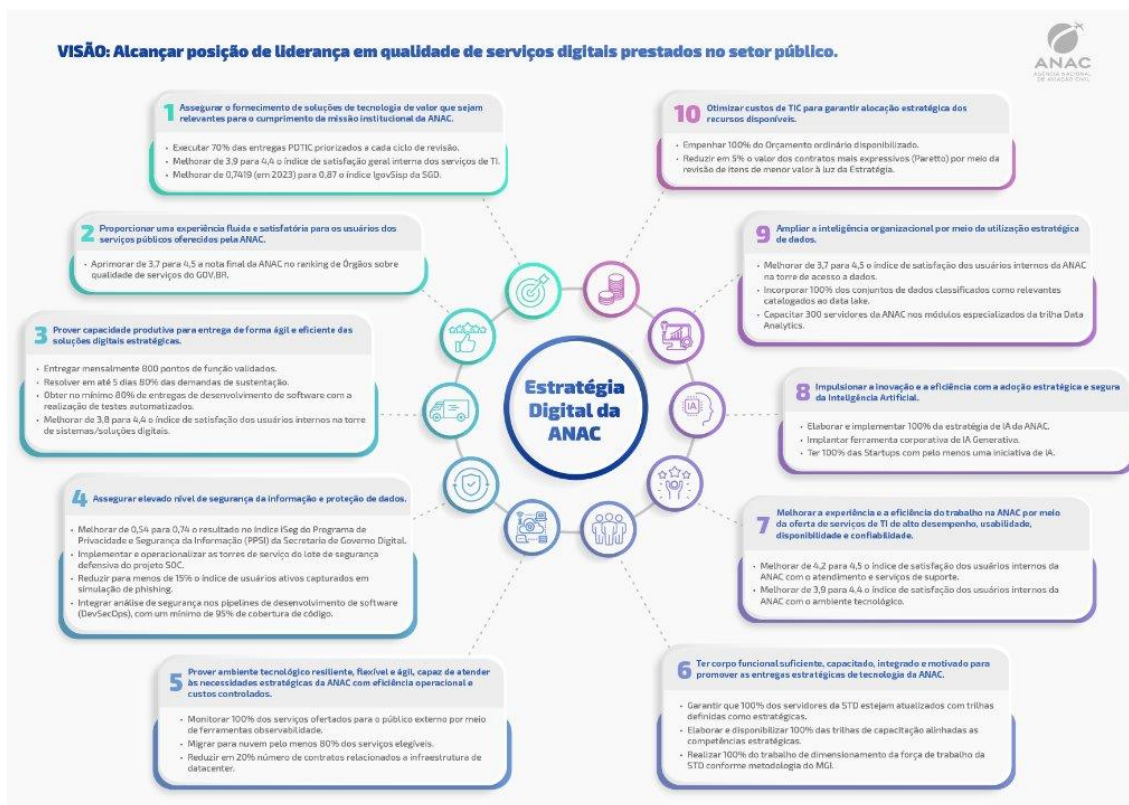 VISÃO: Alcançar posição de liderança em qualidade de serviços digitais prestados no setor público.
ANAC
AGÊNCIA NACIONAL
DE AVIAÇÃO CIVIL
1
Assegurar o fornecimento de soluções de tecnologia de valor que sejam
relevantes para o cumprimento da missão institucional da ANAC.
• Executar 70% das entregas PDTIC priorizados a cada ciclo de revisão.
• Melhorar de 3,9 para 4,4 o índice de satisfação geral interna dos serviços de TI.
• Melhorar de 0,7419 (em 2023) para 0,87 o índice IgovSisp da SGD.
2
Proporcionar uma experiência fluida e satisfatória para os usuários dos
serviços públicos oferecidos pela ANAC.
• Aprimorar de 3,7 para 4,5 a nota final da ANAC no ranking de Órgãos sobre
qualidade de serviços do GOV.BR.
3
Prover capacidade produtiva para entrega de forma ágil e eficiente das
soluções digitais estratégicas.
• Entregar mensalmente 800 pontos de função validados.
• Resolver em até 5 dias 80% das demandas de sustentação.
• Obter no mínimo 80% de entregas de desenvolvimento de software com a
realização de testes automatizados.
• Melhorar de 3,8 para 4,4 o índice de satisfação dos usuários internos na torre
de sistemas/soluções digitais.
4
Assegurar elevado nível de segurança da informação e proteção de dados.
• Melhorar de 0,54 para 0,74 o resultado no índice iSeg do Programa de
Privacidade e Segurança da Informação (PPSI) da Secretaria de Governo Digital.
• Implementar e operacionalizar as torres de serviço do lote de segurança
defensiva do projeto SOC.
• Reduzir para menos de 15% o índice de usuários ativos capturados em
simulação de phishing.
• Integrar análise de segurança nos pipelines de desenvolvimento de software
(DevSecOps), com um mínimo de 95% de cobertura de código.
5
Prover ambiente tecnológico resiliente, flexível e ágil, capaz de atender
às necessidades estratégicas da ANAC com eficiência operacional e
custos controlados.
• Monitorar 100% dos serviços ofertados para o público externo por meio
de ferramentas observabilidade.
• Migrar para nuvem pelo menos 80% dos serviços elegíveis.
• Reduzir em 20% número de contratos relacionados a infraestrutura de
datacenter.
Estratégia
Digital da
ANAC
IA
10
Otimizar custos de TIC para garantir alocação estratégica dos
recursos disponíveis.
• Empenhar 100% do Orçamento ordinário disponibilizado.
• Reduzir em 5% o valor dos contratos mais expressivos (Paretto) por meio da
revisão de itens de menor valor à luz da Estratégia.
9
Ampliar a inteligência organizacional por meio da utilização estratégica
de dados.
• Melhorar de 3,7 para 4,5 o índice de satisfação dos usuários internos da ANAC
na torre de acesso a dados.
• Incorporar 100% dos conjuntos de dados classificados como relevantes
catalogados ao data lake.
• Capacitar 300 servidores da ANAC nos módulos especializados da trilha Data
Analytics.
8
Impulsionar a inovação e a eficiência com a adoção estratégica e segura
da Inteligência Artificial.
• Elaborar e implementar 100% da estratégia de IA da ANAC.
• Implantar ferramenta corporativa de IA Generativa.
• Ter 100% das Startups com pelo menos uma iniciativa de IA.
7
Melhorar a experiência e a eficiência do trabalho na ANAC por meio
da oferta de serviços de TI de alto desempenho, usabilidade,
disponibilidade e confiabilidade.
• Melhorar de 4,2 para 4,5 o índice de satisfação dos usuários internos da
ANAC com o atendimento e serviços de suporte.
• Melhorar de 3,9 para 4,4 o índice de satisfação dos usuários internos da
ANAC com o ambiente tecnológico.
6
Ter corpo funcional suficiente, capacitado, integrado e motivado para
promover as entregas estratégicas de tecnologia da ANAC.
• Garantir que 100% dos servidores da STD estejam atualizados com trilhas
definidas como estratégicas.
• Elaborar e disponibilizar 100% das trilhas de capacitação alinhadas as
competências estratégicas.
• Realizar 100% do trabalho de dimensionamento da força de trabalho da
STD conforme metodologia do MGI.